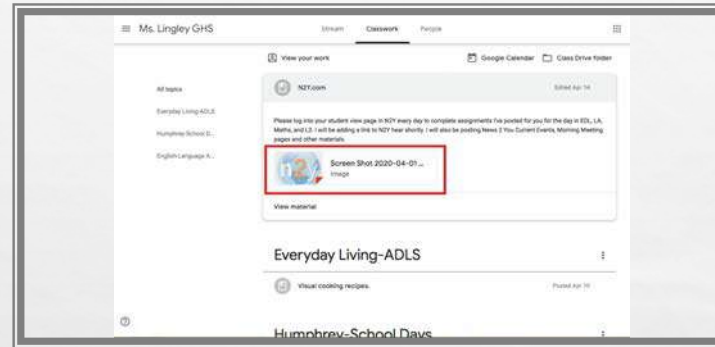 Ms. Lingley GHS
Stream Classwork People
View your work
Google Calendar Class Drive folder
All topics
Everyday Living-ADLS
Humphrey-School D...
English Language A...
N2Y.com
Edited Apr 14
Please log into your student view page in N2Y every day to complete assignments I've posted for you for the day in EDL, LA,
Maths, and L3. I will be adding a link to N2Y hear shortly. I will also be posting News 2 You Current Events, Morning Meeting
pages and other materials.
n2y
Screen Shot 2020-04-01 ...
Image
View material
Everyday Living-ADLS
Visual cooking recipes.
Posted Apr 14
Humphrey-School Days